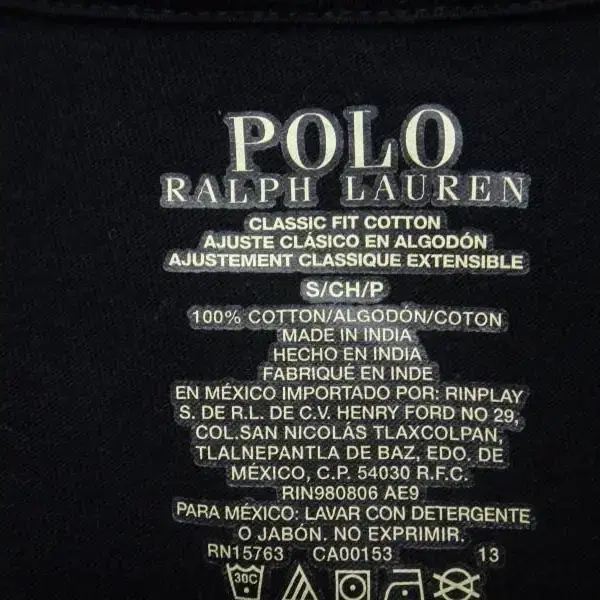 POLO
RALPH LAUREN
CLASSIC FIT COTTON
AJUSTE CLÁSICO EN ALGODÓN
AJUSTEMENT CLASSIQUE EXTENSIBLE
S/CH/P
100% COTTON/ALGODÓN/COTON
MADE IN INDIA
HECHO EN INDIA
FABRIQUÉ EN INDE
EN MÉXICO IMPORTADO POR: RINPLAY
S. DE R.L. DE C.V. HENRY FORD NO 29,
COL.SAN NICOLÁS TLAXCOLPAN,
TLALNEPANTLA DE BAZ, EDO. DE
MÉXICO, C.P. 54030 R.F.C.
RIN980806 AE9
PARA MÉXICO: LAVAR CON DETERGENTE
O JABÓN. NO EXPRIMIR.
RN15763 CA00153 13
30C